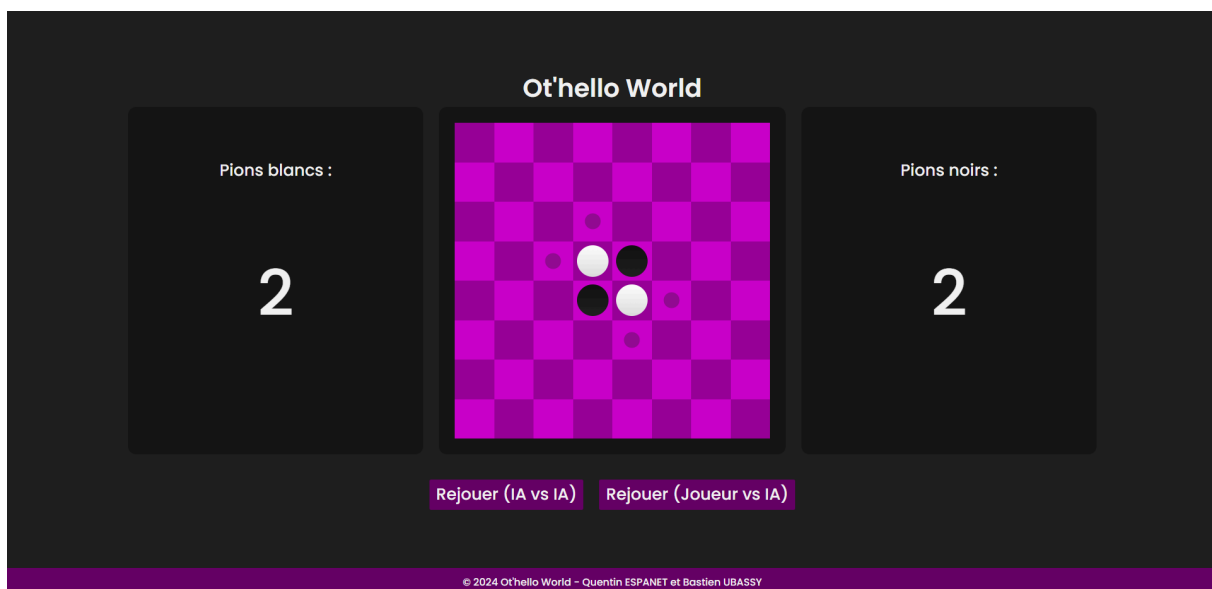 Ot'hello World
Pions blancs :
2
Pions noirs :
2
Rejouer (IA vs IA)
Rejouer (Joueur vs IA)
© 2024 Ot'hello World - Quentin ESPANET et Bastien UBASSY